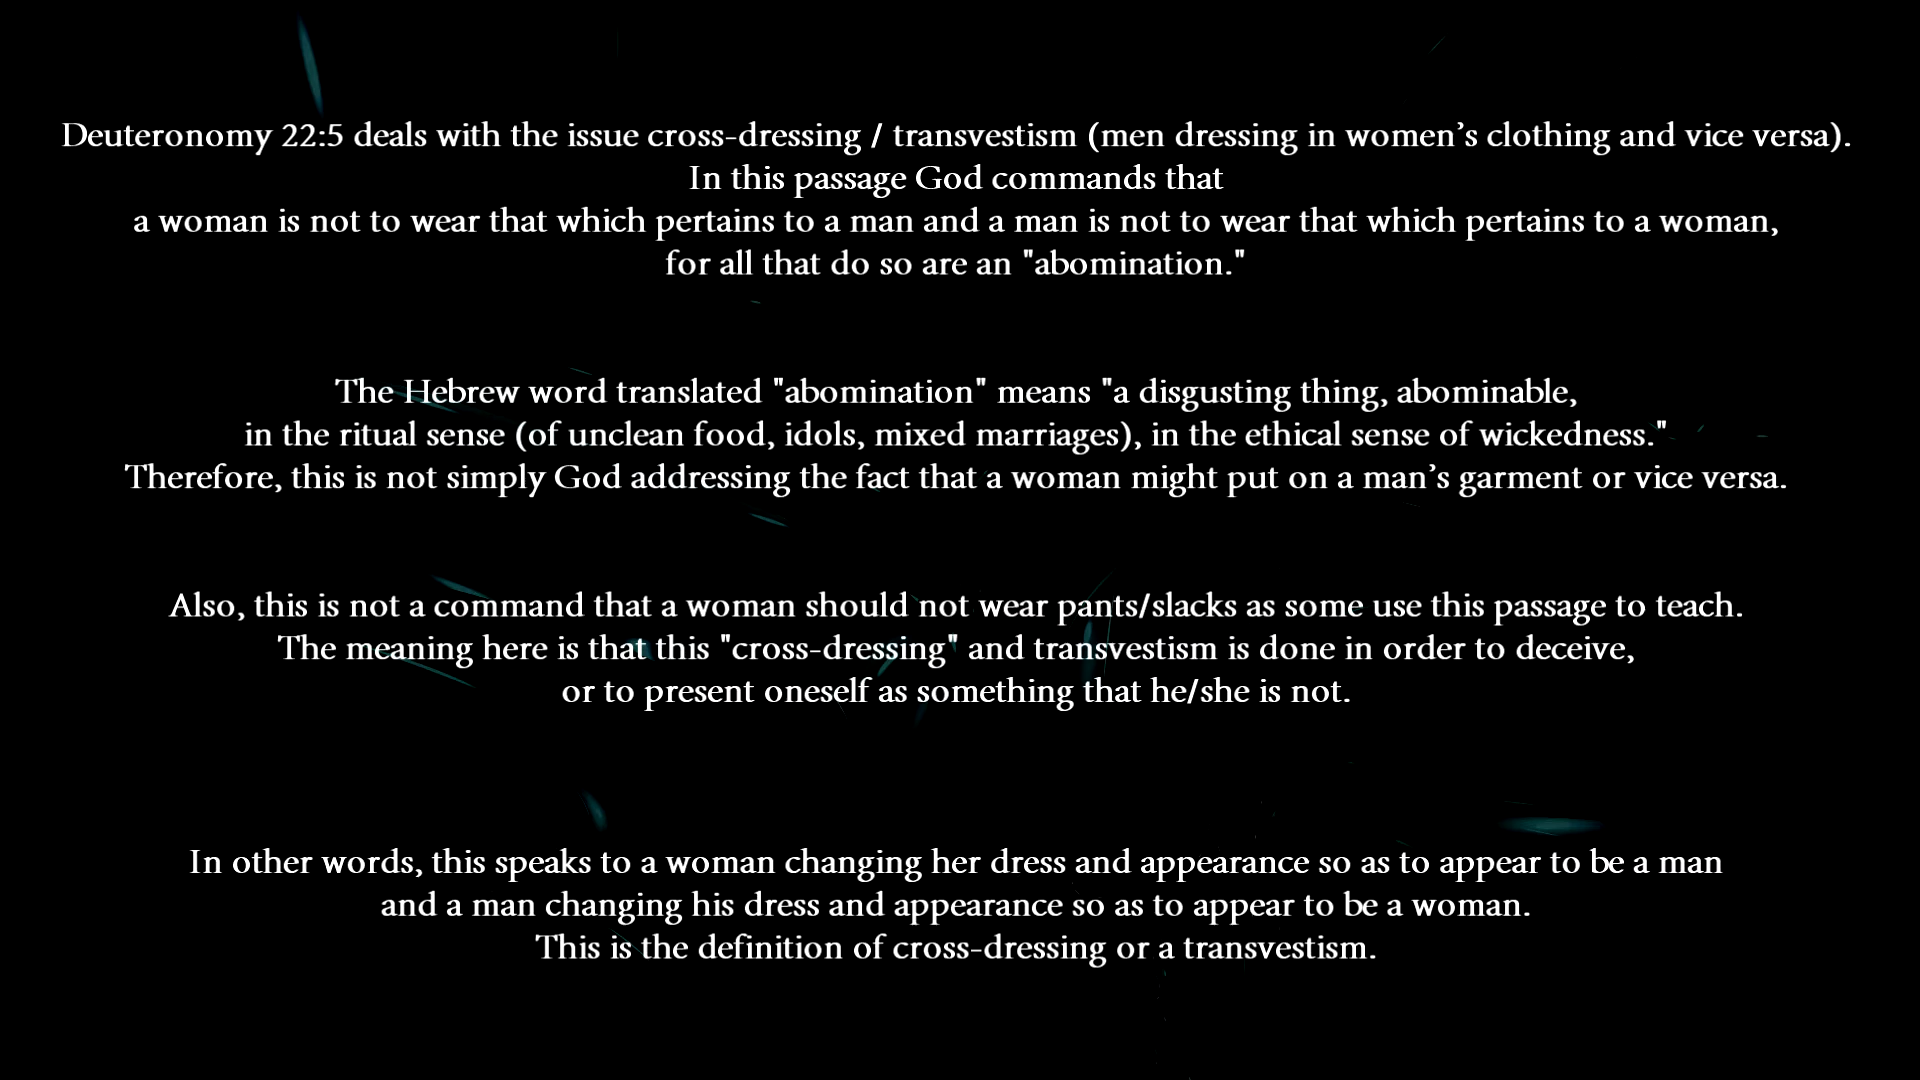 Deuteronomy 22:5 deals with the issue cross-dressing / transvestism (men dressing in women’s clothing and vice versa).
In this passage God commands that
a woman is not to wear that which pertains to a man and a man is not to wear that which pertains to a woman,
for all that do so are an "abomination."
The Hebrew word translated "abomination" means "a disgusting thing, abominable,
in the ritual sense (of unclean food, idols, mixed marriages), in the ethical sense of wickedness."
Therefore, this is not simply God addressing the fact that a woman might put on a man’s garment or vice versa.
Also, this is not a command that a woman should not wear pants/slacks as some use this passage to teach.
The meaning here is that this "cross-dressing" and transvestism is done in order to deceive,
or to present oneself as something that he/she is not.
In other words, this speaks to a woman changing her dress and appearance so as to appear to be a man
and a man changing his dress and appearance so as to appear to be a woman.
This is the definition of cross-dressing or a transvestism.